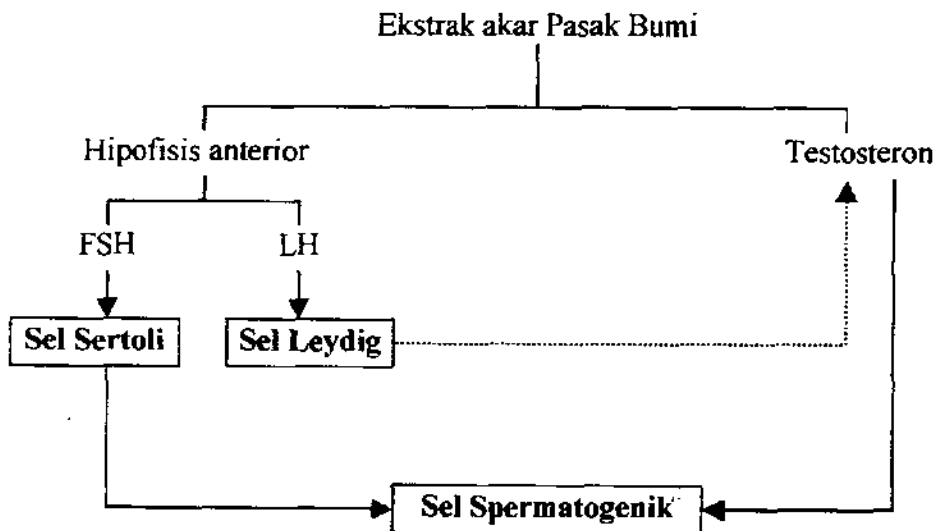 Ekstrak akar Pasak Bumi
Hipofisis anterior
Testosteron
FSH
LH
Sel Sertoli
Sel Leydig
Sel Spermatogenik